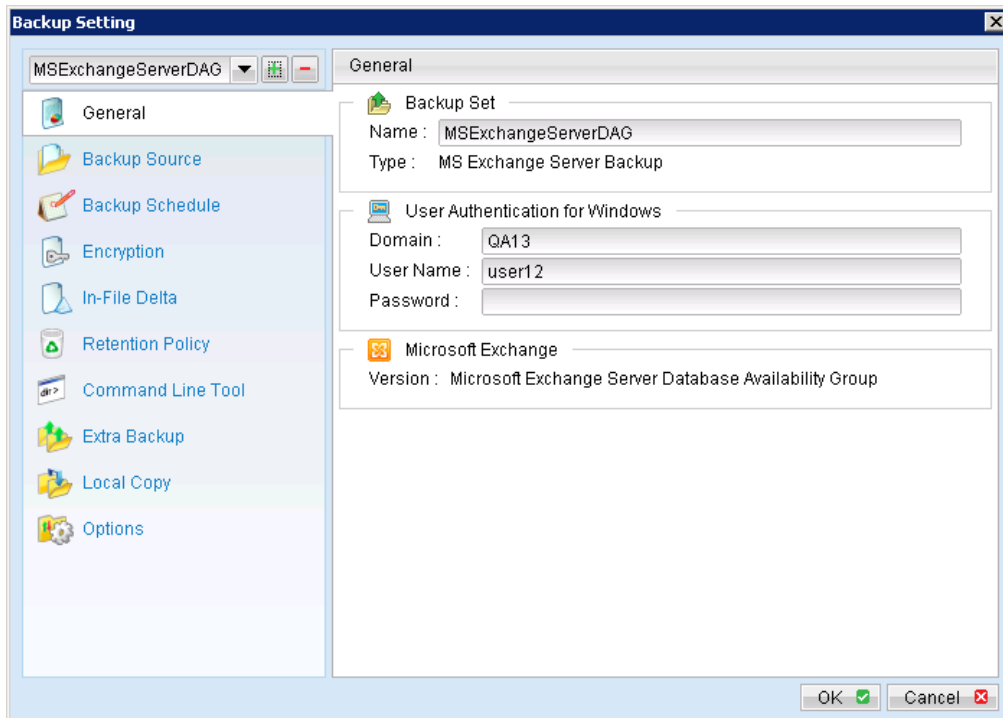 Backup Setting
MSExchangeServerDAG
General
Backup Source
Backup Schedule
Encryption
In-File Delta
Retention Policy
dir>
Command Line Tool
Extra Backup
Local Copy
Options
General
Backup Set
Name : MSExchangeServerDAG
Type : MS Exchange Server Backup
User Authentication for Windows
Domain : QA13
User Name : user12
Password :
Microsoft Exchange
Version : Microsoft Exchange Server Database Availability Group
OK
Cancel